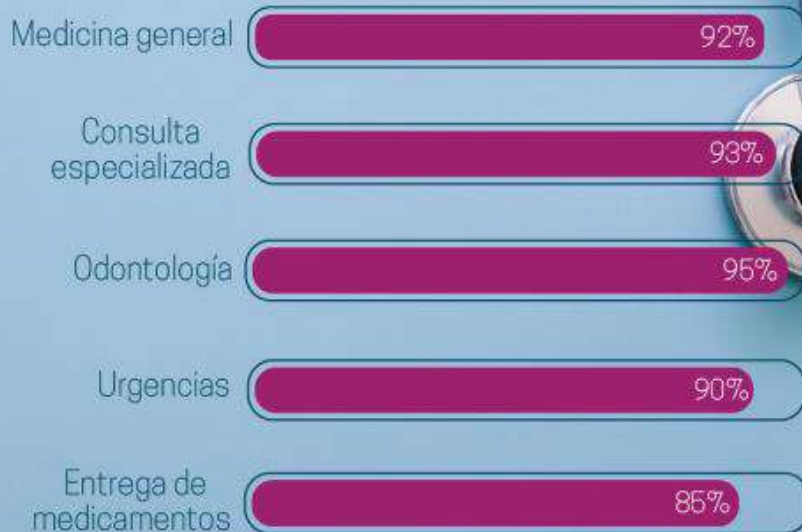 Medicina general
92%
Consulta
especializada
93%
Odontología
95%
Urgencias
90%
Entrega de
medicamentos
85%